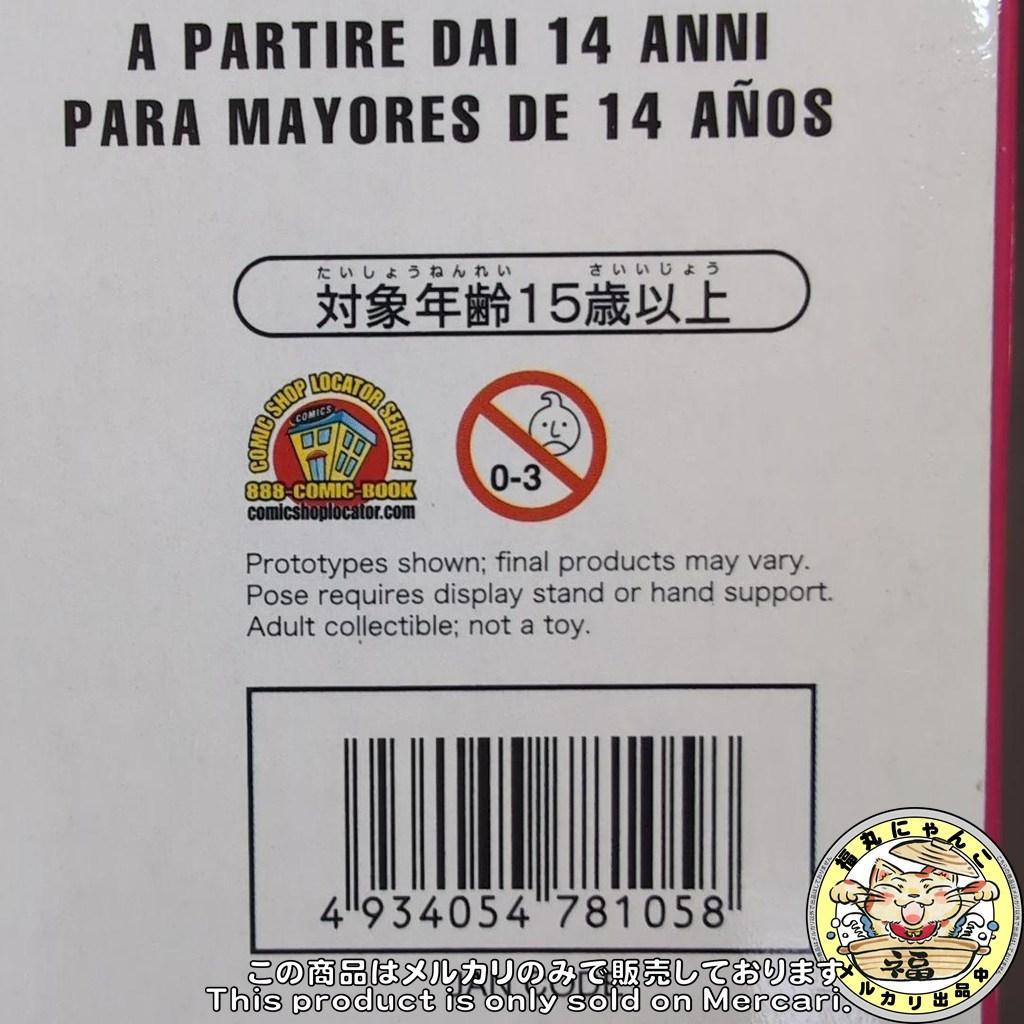 A PARTIRE DAI 14 ANNI
PARA MAYORES DE 14 AÑOS
たいしょうねんれい さいいじょう
対象年齢15歳以上
COMIC SHOP LOCATOR SERVICE
COMICS
888-COMIC-BOOK
comicshoplocator.com
0-3
Prototypes shown; final products may vary.
Pose requires display stand or hand support.
Adult collectible; not a toy.
4 934054 781058
JAN CODE
福丸にゃんこ
福
メルカリ出品中
この商品はメルカリのみで販売しております。
This product is only sold on Mercari.